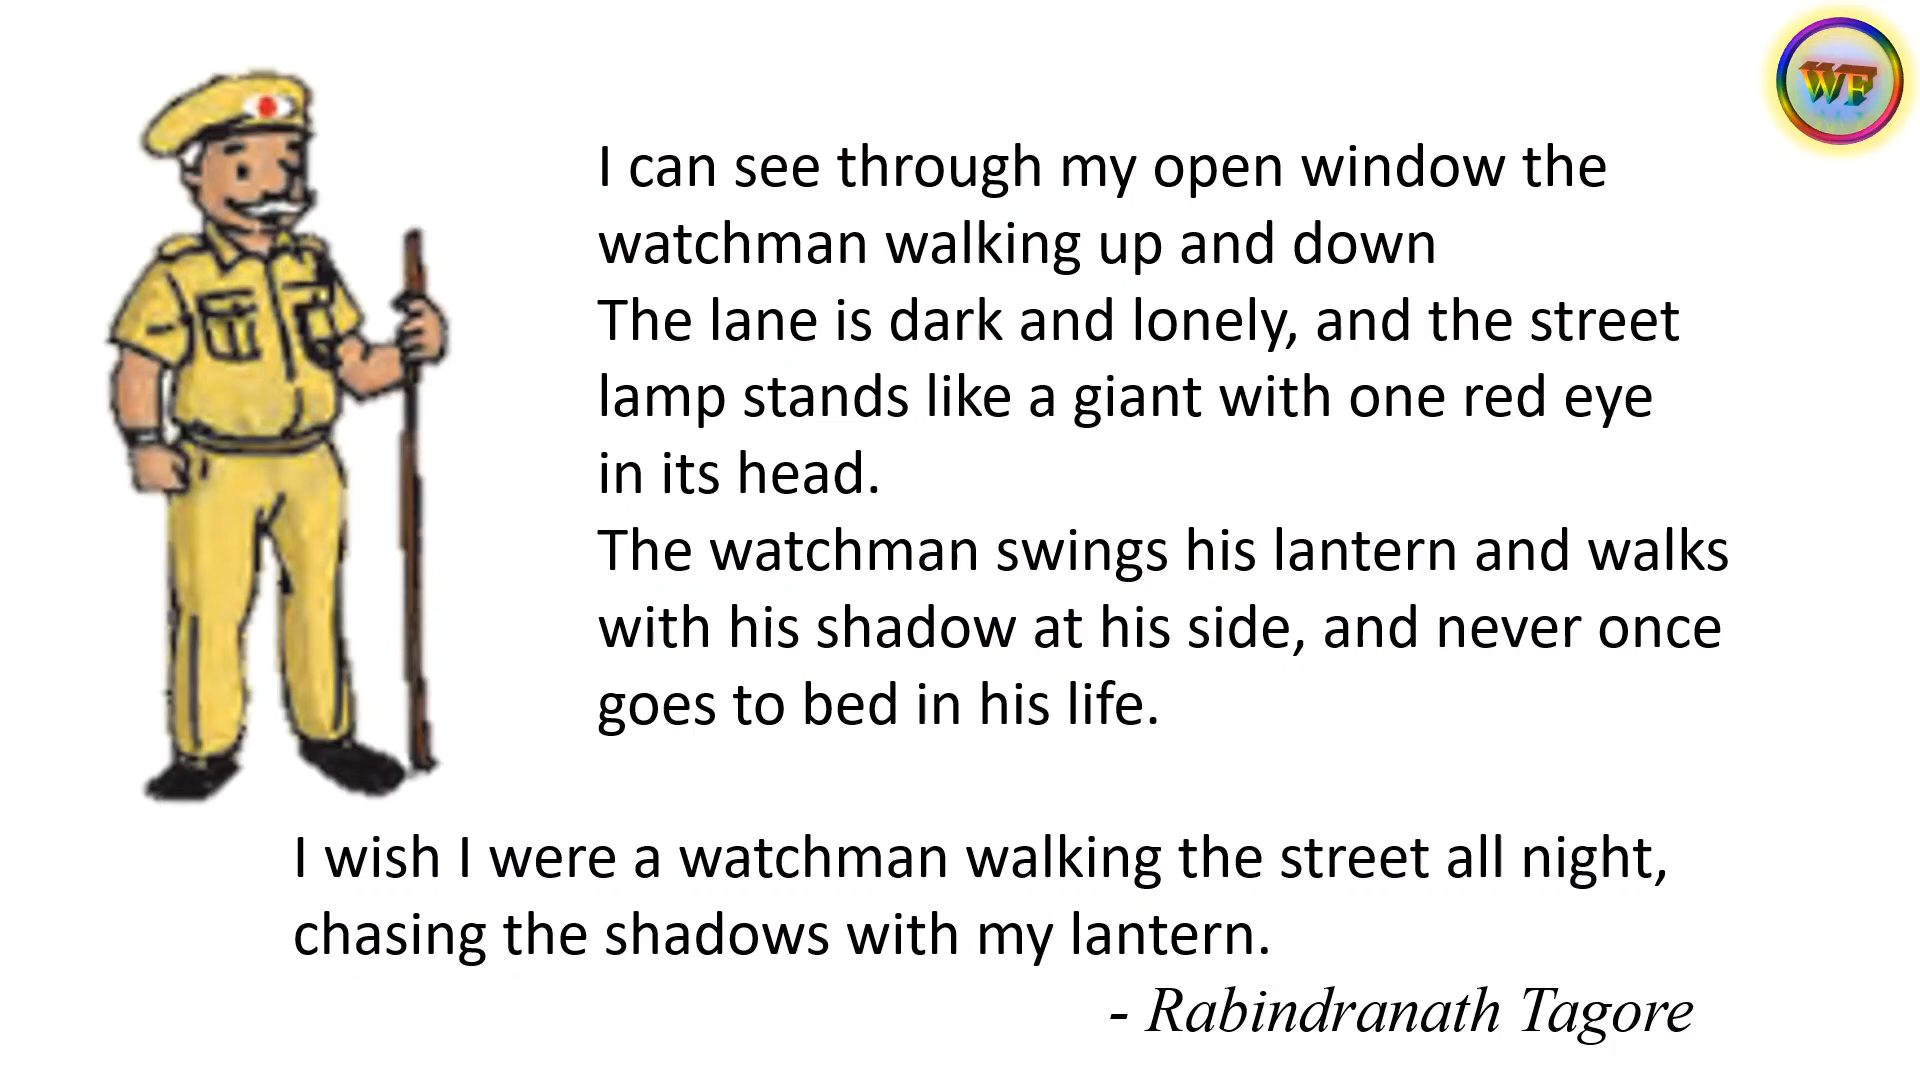 WF
I can see through my open window the
watchman walking up and down
The lane is dark and lonely, and the street
lamp stands like a giant with one red eye
in its head.
The watchman swings his lantern and walks
with his shadow at his side, and never once
goes to bed in his life.
I wish I were a watchman walking the street all night,
chasing the shadows with my lantern.
- Rabindranath Tagore